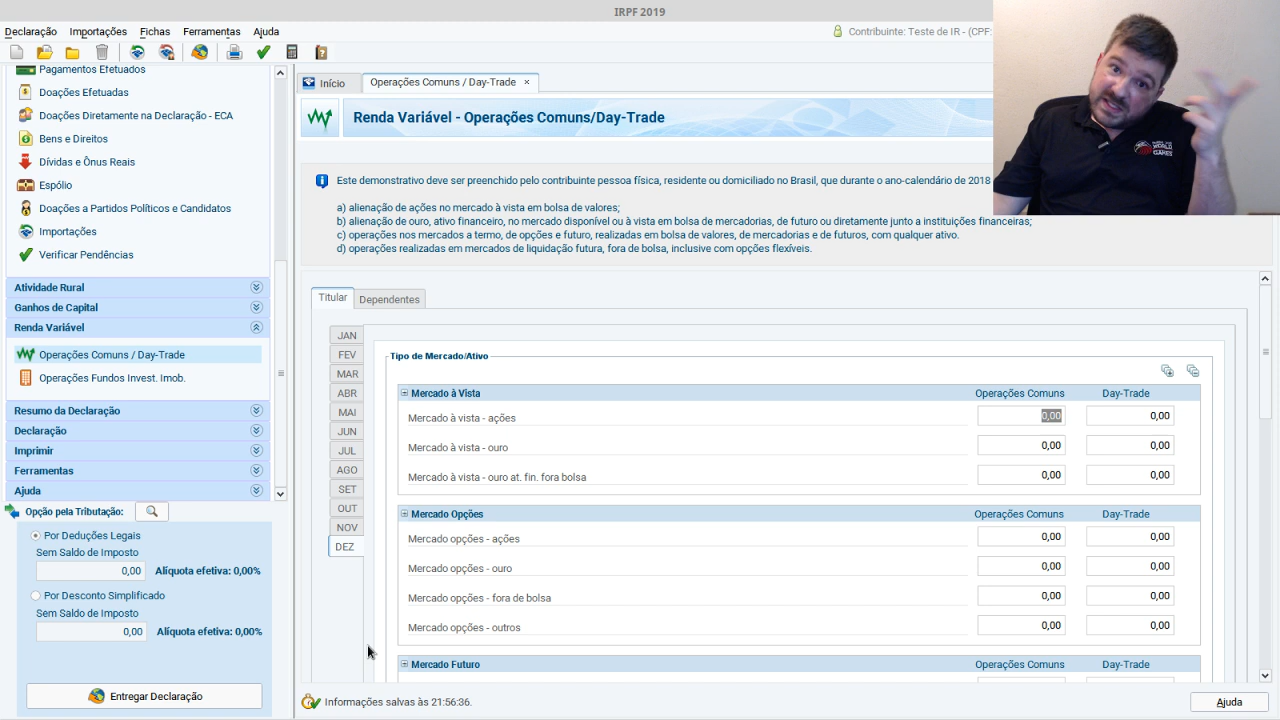 IRPF 2019
Declaração Importações Fichas Ferramentas Ajuda
Contribuinte: Teste de IR - (CPF:
Pagamentos Efetuados
Doações Efetuadas
Doações Diretamente na Declaração - ECA
Bens e Direitos
Dívidas e Ônus Reais
Espólio
Doações a Partidos Políticos e Candidatos
Importações
Verificar Pendências
Atividade Rural
Ganhos de Capital
Renda Variável
Operações Comuns / Day-Trade
Operações Fundos Invest. Imob.
Resumo da Declaração
Declaração
Imprimir
Ferramentas
Ajuda
Opção pela Tributação:
Por Deduções Legais
Sem Saldo de Imposto
0,00 Alíquota efetiva: 0,00%
Por Desconto Simplificado
Sem Saldo de Imposto
0,00 Alíquota efetiva: 0,00%
Entregar Declaração
Início Operações Comuns / Day-Trade ×
Renda Variável - Operações Comuns/Day-Trade
Este demonstrativo deve ser preenchido pelo contribuinte pessoa física, residente ou domiciliado no Brasil, que durante o ano-calendário de 2018
a) alienação de ações no mercado à vista em bolsa de valores;
b) alienação de ouro, ativo financeiro, no mercado disponível ou à vista em bolsa de mercadorias, de futuro ou diretamente junto a instituições financeiras;
c) operações nos mercados a termo, de opções e futuro, realizadas em bolsa de valores, de mercadorias e de futuros, com qualquer ativo.
d) operações realizadas em mercados de liquidação futura, fora de bolsa, inclusive com opções flexíveis.
Titular Dependentes
JAN
FEV
MAR
ABR
MAI
JUN
JUL
AGO
SET
OUT
NOV
DEZ
Tipo de Mercado/Ativo
Mercado à Vista Operações Comuns Day-Trade
Mercado à vista - ações 0,00 0,00
Mercado à vista - ouro 0,00 0,00
Mercado à vista - ouro at. fin. fora bolsa 0,00 0,00
Mercado Opções Operações Comuns Day-Trade
Mercado opções - ações 0,00 0,00
Mercado opções - ouro 0,00 0,00
Mercado opções - fora de bolsa 0,00 0,00
Mercado opções - outros 0,00 0,00
Mercado Futuro Operações Comuns Day-Trade
Informações salvas às 21:56:36.
Ajuda
WORLD
GAMES